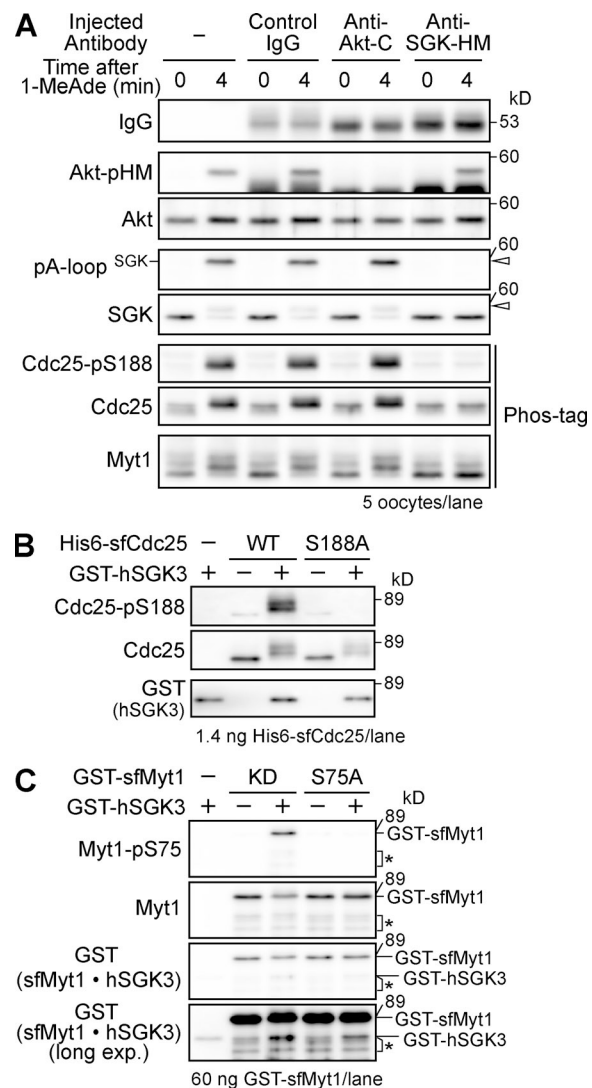 A
Injected Antibody – Control IgG Anti-Akt-C Anti-SGK-HM
Time after 1-MeAde (min) 0 4 0 4 0 4 0 4
kD
IgG 53
60
Akt-pHM
60
Akt
60
pA-loop SGK
60
SGK
Cdc25-pS188
Cdc25
Phos-tag
Myt1
5 oocytes/lane
B
His6-sfCdc25 – WT S188A
GST-hSGK3 + – + – +
kD
Cdc25-pS188 89
Cdc25 89
GST 89
(hSGK3)
1.4 ng His6-sfCdc25/lane
C
GST-sfMyt1 – KD S75A
GST-hSGK3 + – + – +
kD
89
GST-sfMyt1
Myt1-pS75
*
89
GST-sfMyt1
Myt1
*
89
GST GST-sfMyt1
(sfMyt1 • hSGK3) GST-hSGK3
*
89
GST GST-sfMyt1
(sfMyt1 • hSGK3) GST-hSGK3
(long exp.) *
60 ng GST-sfMyt1/lane